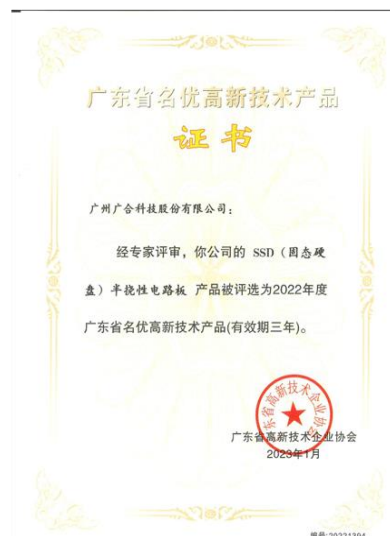 广东省名优高新技术产品
证书
广州广合科技股份有限公司：
经专家评审，你公司的 SSD（固态硬
盘）半挠性电路板 产品被评选为2022年度
广东省名优高新技术产品(有效期三年)。
广东省高新技术企业协会
广东省高新技术企业协会
2023年1月
编号:20221304